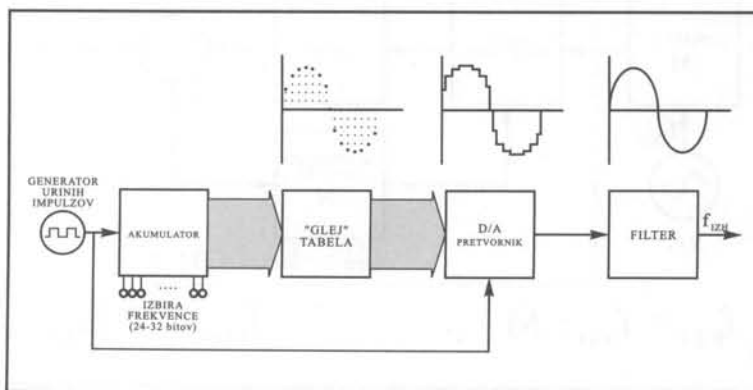 GENERATOR
URINIH
IMPULZOV
AKUMULATOR
"GLEJ"
TABELA
D/A
PRETVORNIK
FILTER
f IZH
....
IZBIRA
FREKVENCE
(24-32 bitov)